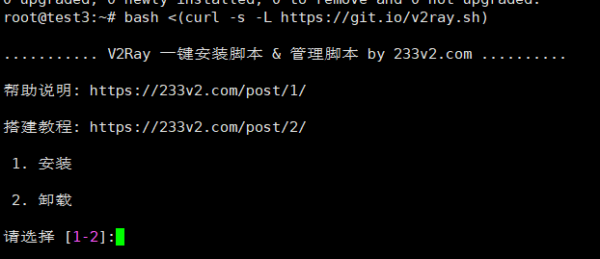 0 upgraded, 0 newly installed, 0 to remove and 0 not upgraded.
root@test3:~# bash <(curl -s -L https://git.io/v2ray.sh)
........... V2Ray 一键安装脚本 & 管理脚本 by 233v2.com ..........
帮助说明: https://233v2.com/post/1/
搭建教程: https://233v2.com/post/2/
1. 安装
2. 卸载
请选择 [1-2]: